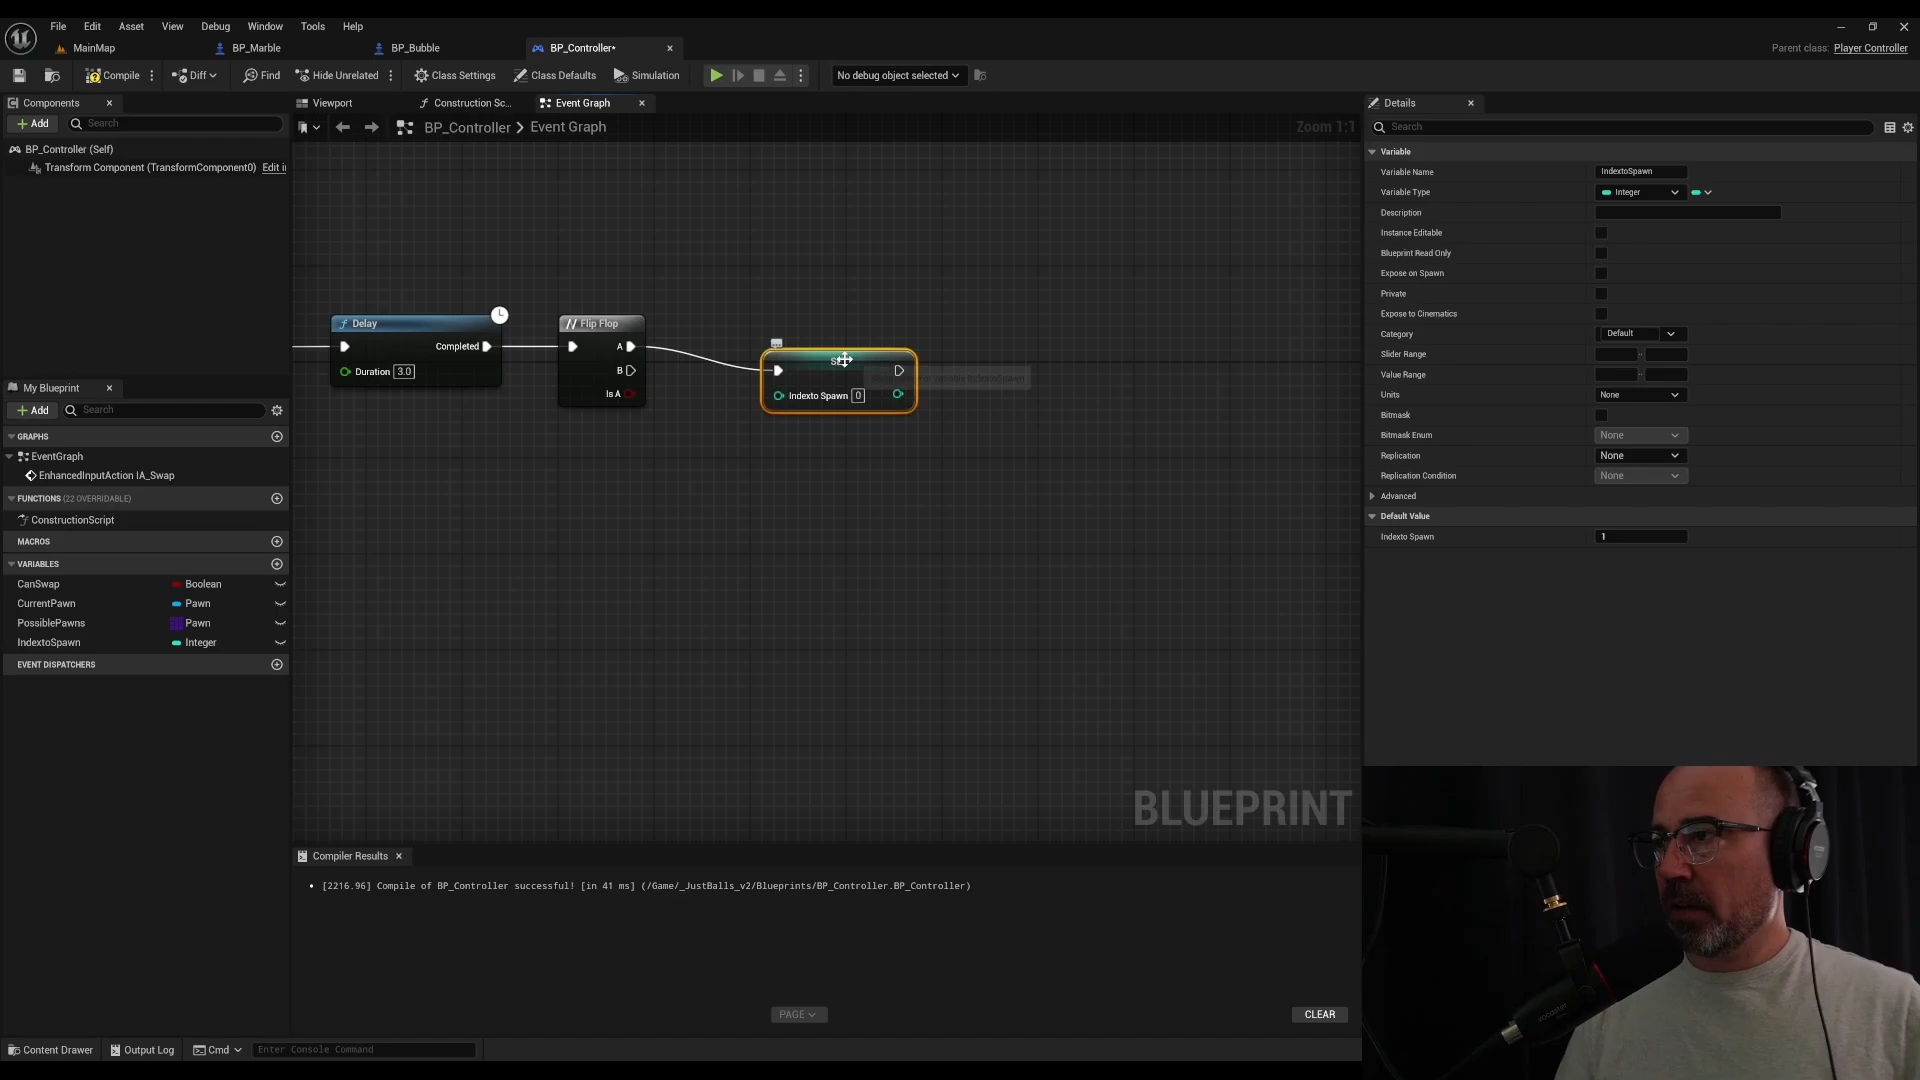 File Edit Asset View Debug Window Tools Help
MainMap BP_Marble BP_Bubble BP_Controller*
Parent class: Player Controller
Compile Diff Find Hide Unrelated Class Settings Class Defaults Simulation No debug object selected
Components
Add Search
BP_Controller (Self)
Transform Component (TransformComponent0) Edit i
Viewport Construction Sc... Event Graph
BP_Controller > Event Graph
Zoom 1:1
Delay
Completed
Duration 3.0
Flip Flop
A
B
Is A
Indexto Spawn 0
BLUEPRINT
My Blueprint
Add Search
GRAPHS
EventGraph
EnhancedInputAction IA_Swap
FUNCTIONS (22 OVERRIDABLE)
ConstructionScript
MACROS
VARIABLES
CanSwap Boolean
CurrentPawn Pawn
PossiblePawns Pawn
IndextoSpawn Integer
EVENT DISPATCHERS
Details
Search
Variable
Variable Name IndextoSpawn
Variable Type Integer
Description
Instance Editable
Blueprint Read Only
Expose on Spawn
Private
Expose to Cinematics
Category Default
Slider Range
Value Range
Units None
Bitmask
Bitmask Enum None
Replication None
Replication Condition None
Advanced
Default Value
Indexto Spawn 1
Compiler Results
[2216.96] Compile of BP_Controller successful! [in 41 ms] (/Game/_JustBalls_v2/Blueprints/BP_Controller.BP_Controller)
PAGE
CLEAR
Content Drawer Output Log Cmd Enter Console Command